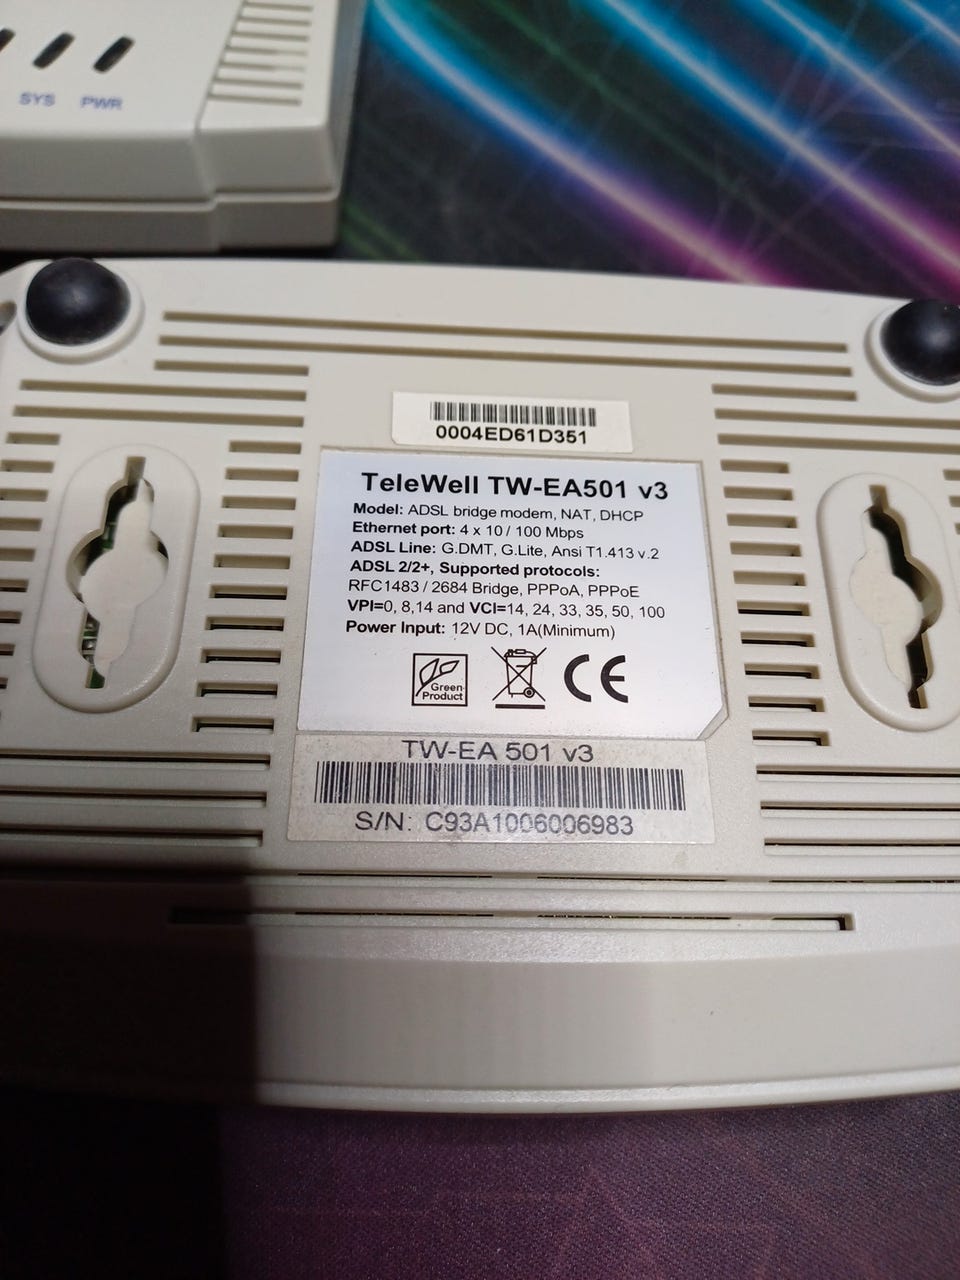 SYS PWR
0004ED61D351
TeleWell TW-EA501 v3
Model: ADSL bridge modem, NAT, DHCP
Ethernet port: 4 x 10 / 100 Mbps
ADSL Line: G.DMT, G.Lite, Ansi T1.413 v.2
ADSL 2/2+, Supported protocols:
RFC1483 / 2684 Bridge, PPPoA, PPPoE
VPI=0, 8,14 and VCI=14, 24, 33, 35, 50, 100
Power Input: 12V DC, 1A(Minimum)
Green
Product
CE
TW-EA 501 v3
S/N: C93A1006006983